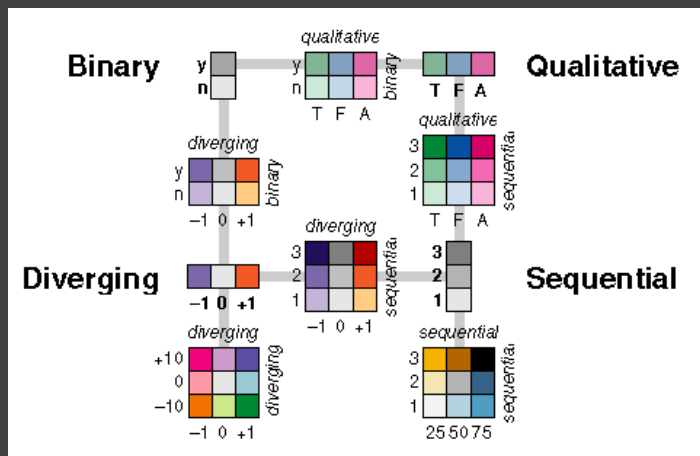 qualitative
Binary
y
n
y
n
binary
T F A
T F A
Qualitative
diverging
y
n
binary
−1 0 +1
qualitative
3
2
1
sequential
T F A
Diverging
−1 0 +1
diverging
3
2
1
sequential
−1 0 +1
3
2
1
Sequential
diverging
+10
0
−10
diverging
−1 0 +1
sequential
3
2
1
sequential
25 50 75